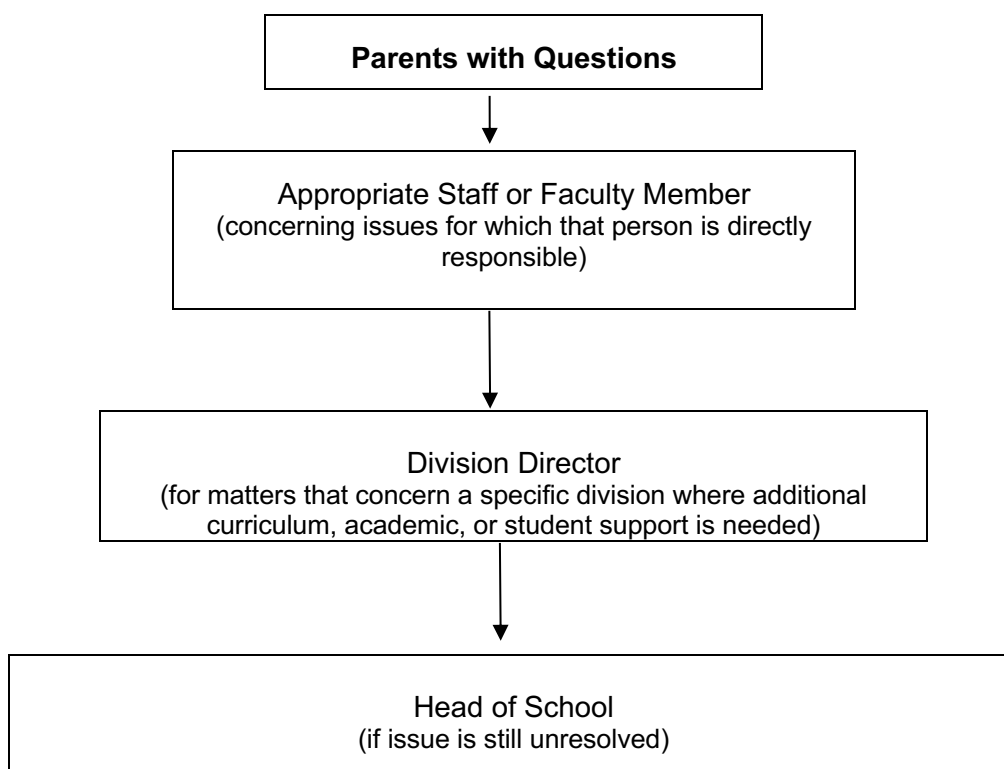 Parents with Questions
Appropriate Staff or Faculty Member
(concerning issues for which that person is directly
responsible)
Division Director
(for matters that concern a specific division where additional
curriculum, academic, or student support is needed)
Head of School
(if issue is still unresolved)